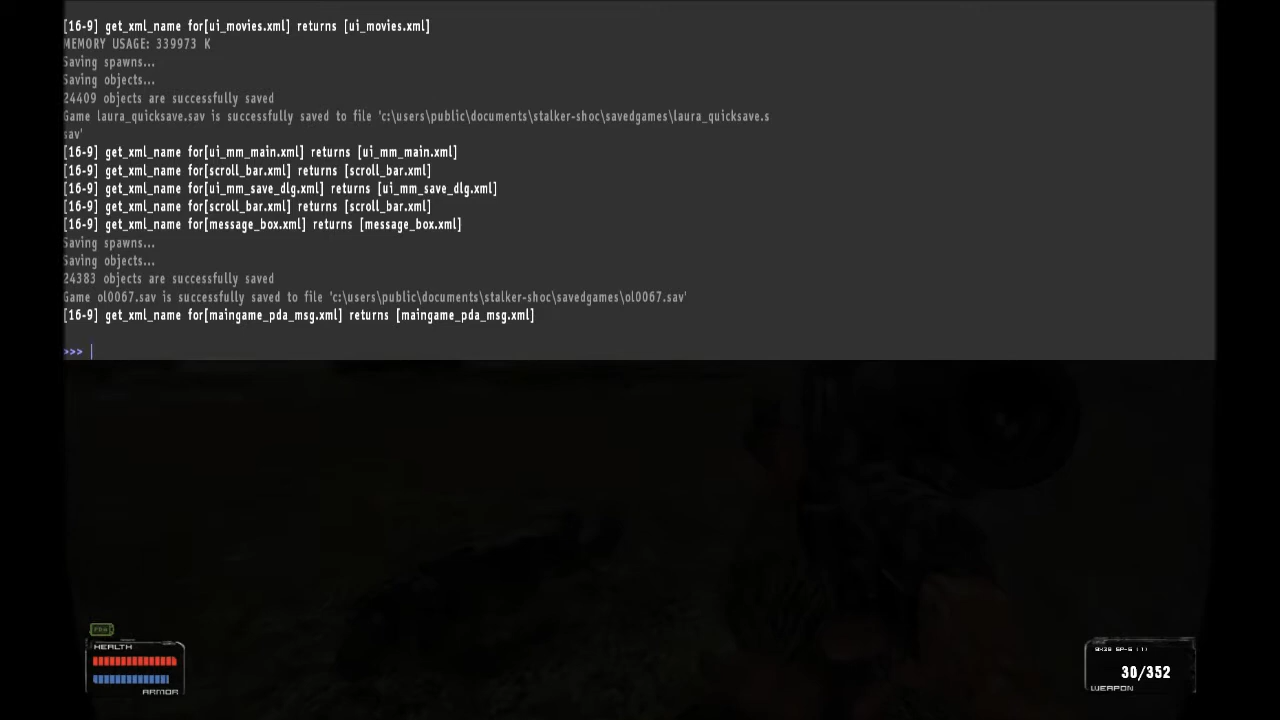 [16-9] get_xml_name for[ui_movies.xml] returns [ui_movies.xml]
MEMORY USAGE: 339973 K
Saving spawns...
Saving objects...
24409 objects are successfully saved
Game laura_quicksave.sav is successfully saved to file 'c:\users\public\documents\stalker-shoc\savedgames\laura_quicksave.s
sav'
[16-9] get_xml_name for[ui_mm_main.xml] returns [ui_mm_main.xml]
[16-9] get_xml_name for[scroll_bar.xml] returns [scroll_bar.xml]
[16-9] get_xml_name for[ui_mm_save_dlg.xml] returns [ui_mm_save_dlg.xml]
[16-9] get_xml_name for[scroll_bar.xml] returns [scroll_bar.xml]
[16-9] get_xml_name for[message_box.xml] returns [message_box.xml]
Saving spawns...
Saving objects...
24383 objects are successfully saved
Game ol0067.sav is successfully saved to file 'c:\users\public\documents\stalker-shoc\savedgames\ol0067.sav'
[16-9] get_xml_name for[maingame_pda_msg.xml] returns [maingame_pda_msg.xml]
>>>
HEALTH
ARMOR
30/352
WEAPON